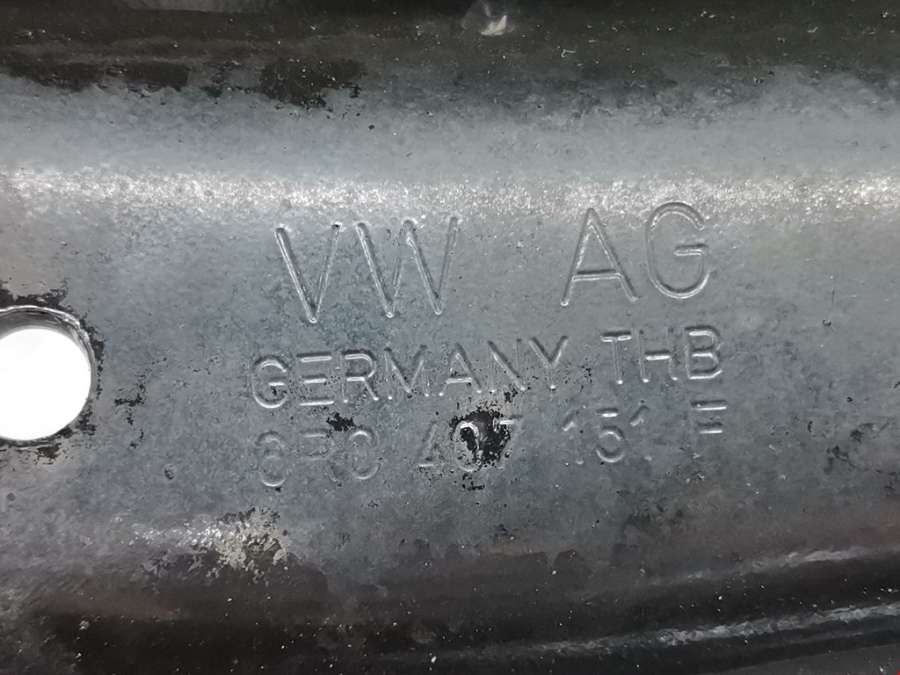 VW AG
GERMANY THB
6R0 407 151 F